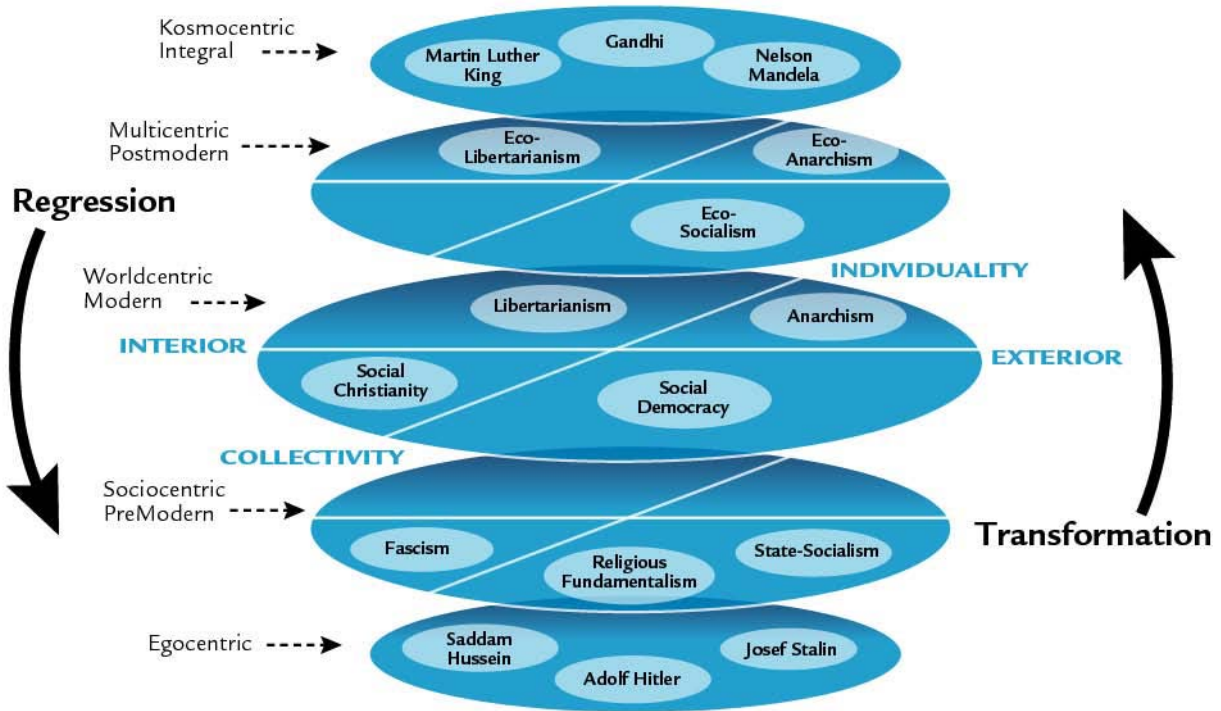 Kosmocentric
Integral
Gandhi
Martin Luther
King
Nelson
Mandela
Multicentric
Postmodern
Eco-
Libertarianism
Eco-
Anarchism
Regression
Eco-
Socialism
Worldcentric
Modern
INDIVIDUALITY
Libertarianism
Anarchism
INTERIOR
EXTERIOR
Social
Christianity
Social
Democracy
COLLECTIVITY
Sociocentric
PreModern
Transformation
Fascism
Religious
Fundamentalism
State-Socialism
Egocentric
Saddam
Hussein
Adolf Hitler
Josef Stalin